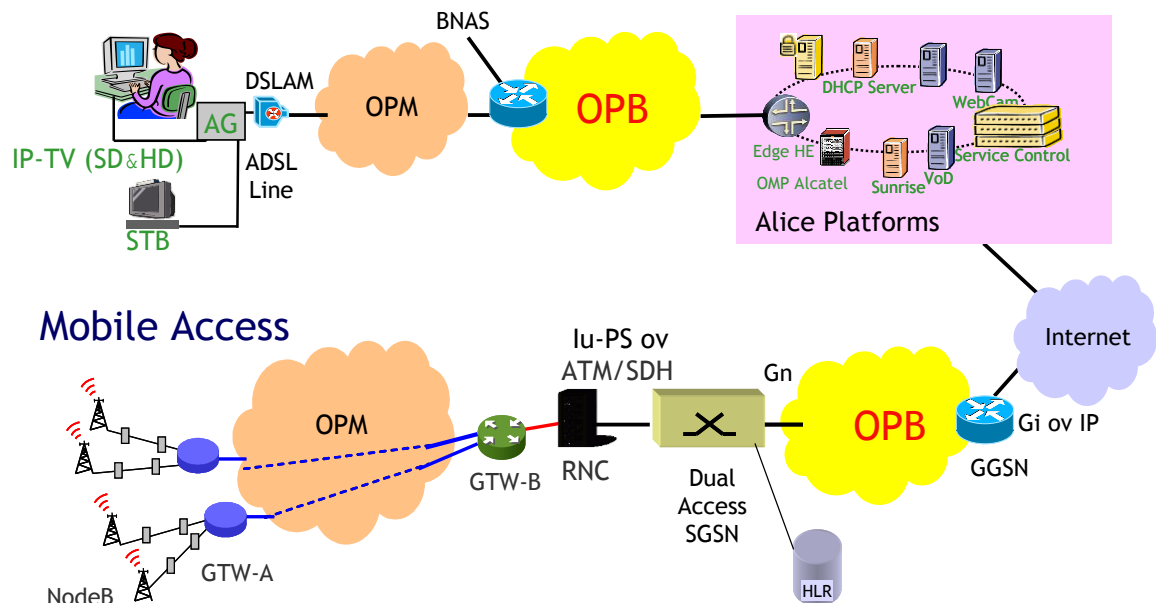 BNAS
DSLAM
OPM
OPB
AG
IP-TV (SD&HD)
ADSL
Line
STB
DHCP Server
WebCam
Edge HE
Service Control
OMP Alcatel
Sunrise
VoD
Alice Platforms
Internet
Mobile Access
Iu-PS ov
ATM/SDH
Gn
OPM
OPB
Gi ov IP
GTW-B
RNC
GGSN
Dual
Access
SGSN
GTW-A
HLR
NodeB